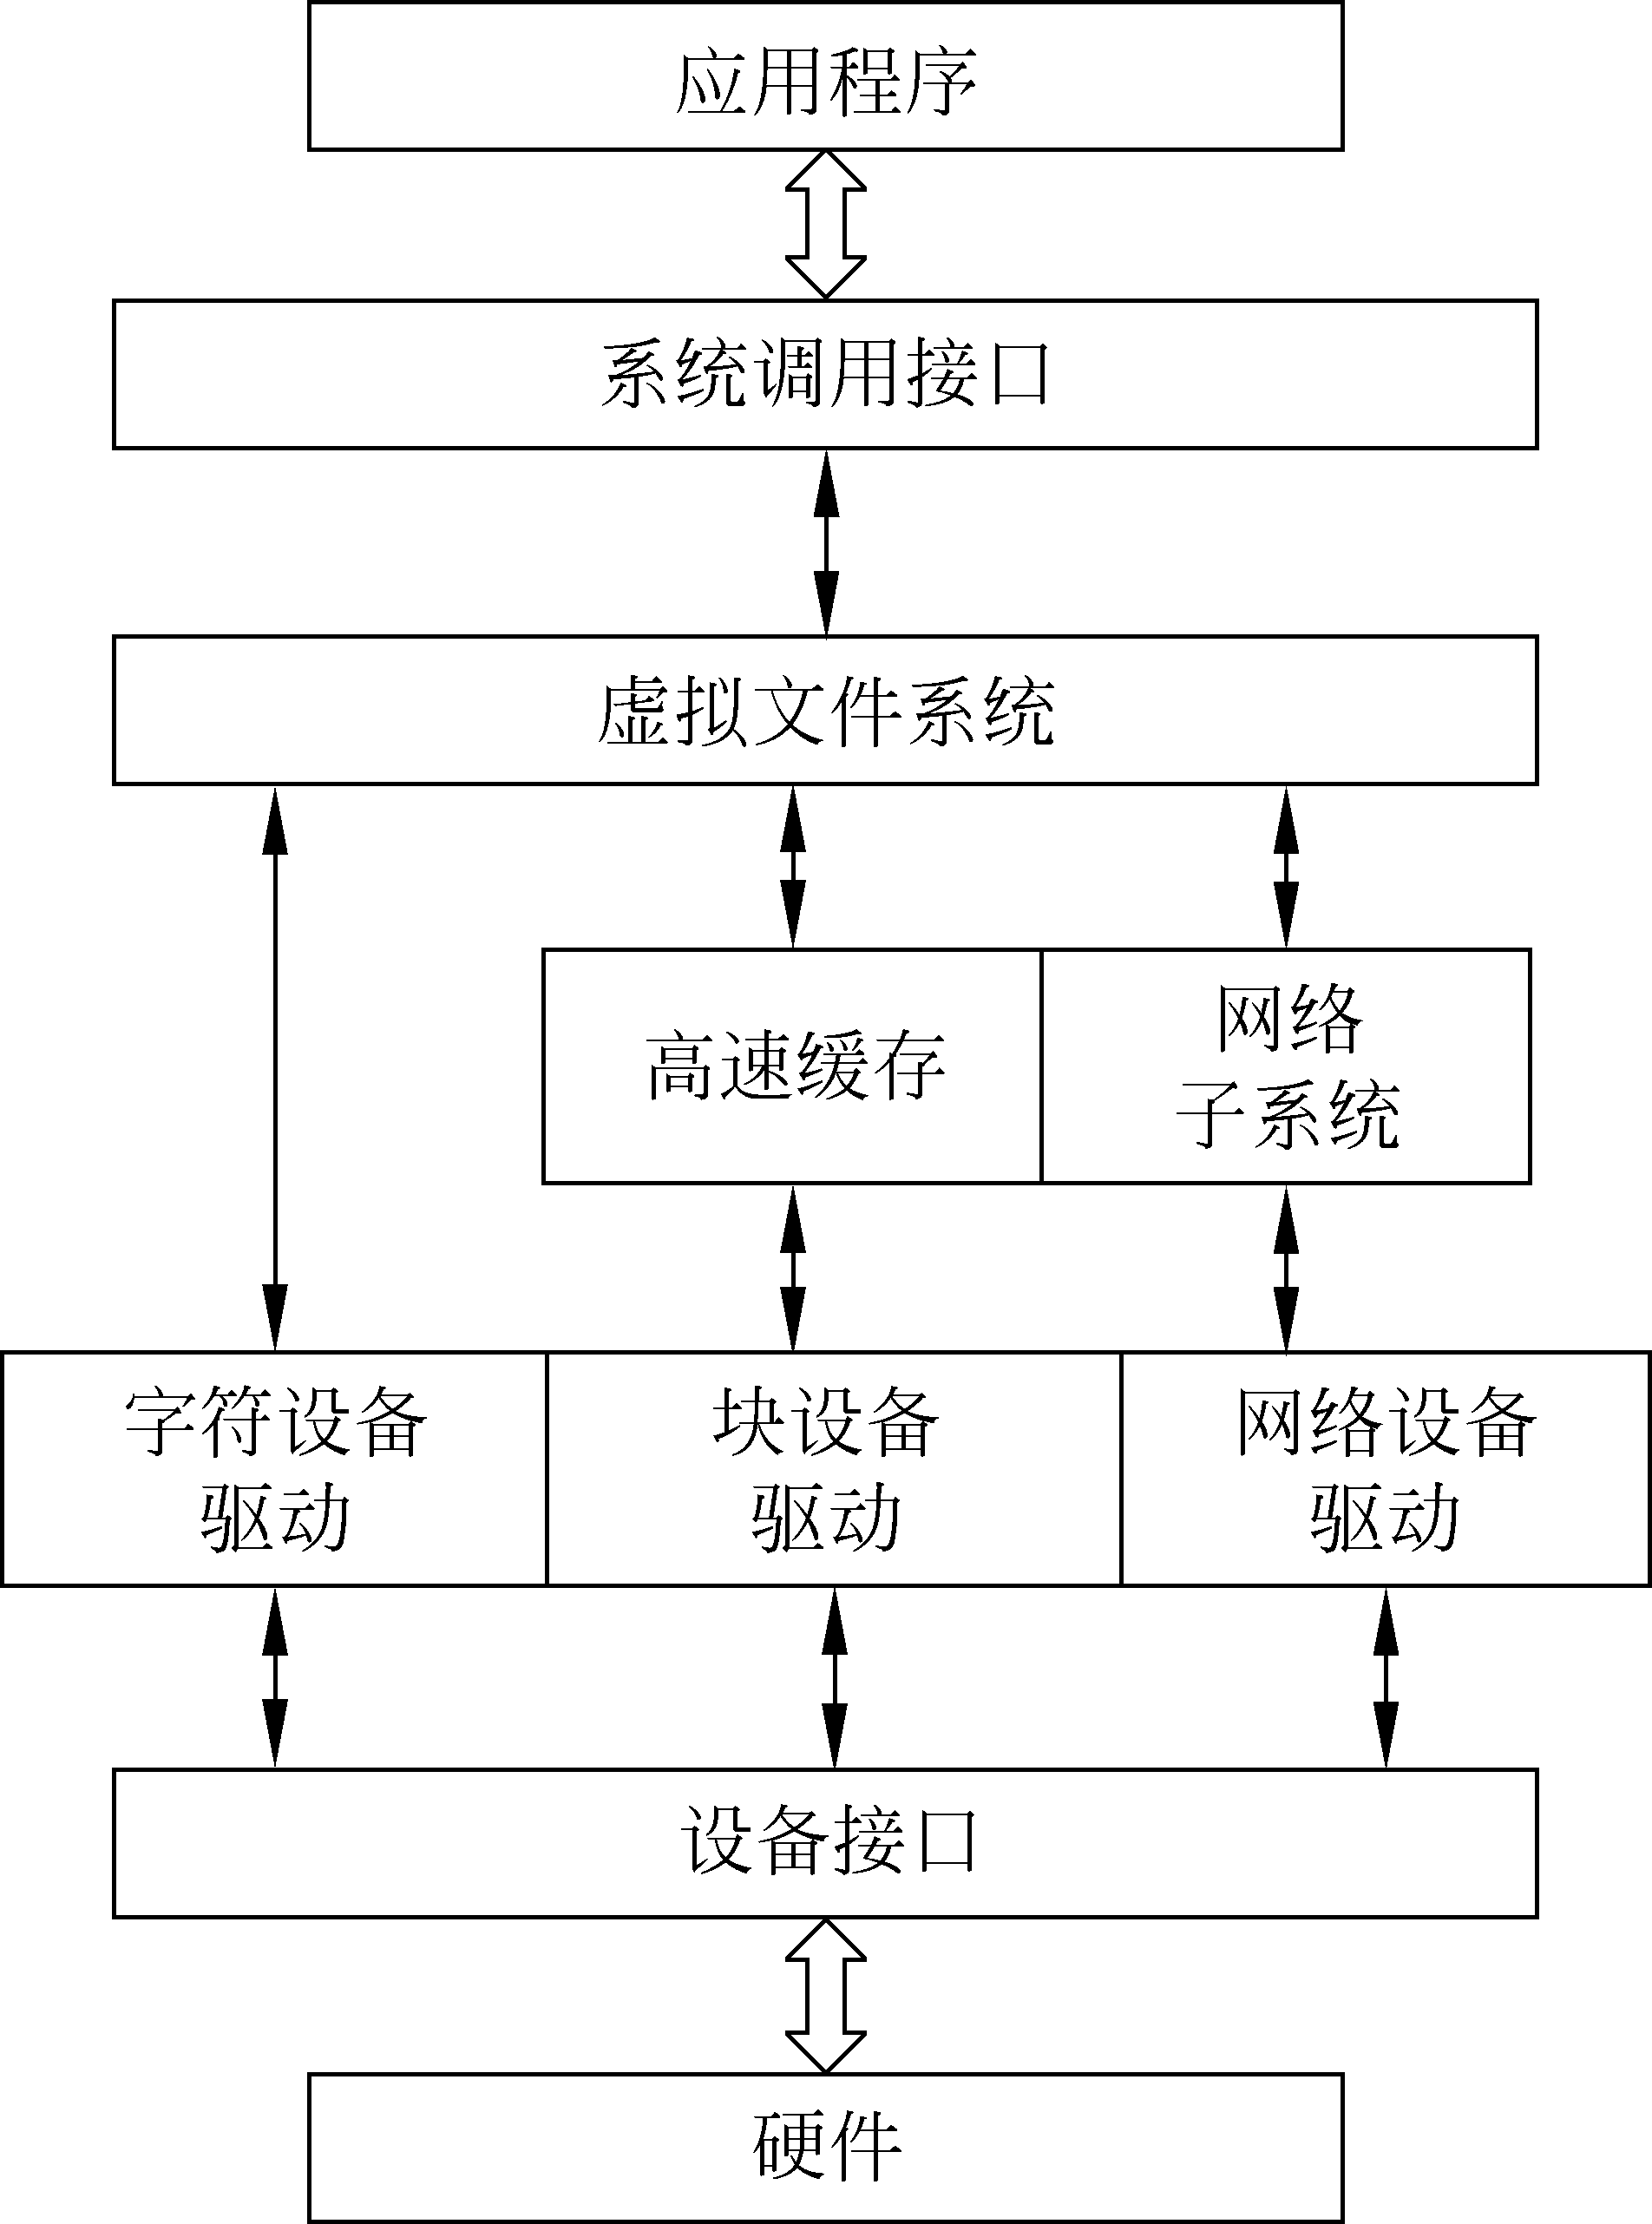 应用程序
系统调用接口
虚拟文件系统
高速缓存
网络
子系统
字符设备
驱动
块设备
驱动
网络设备
驱动
设备接口
硬件